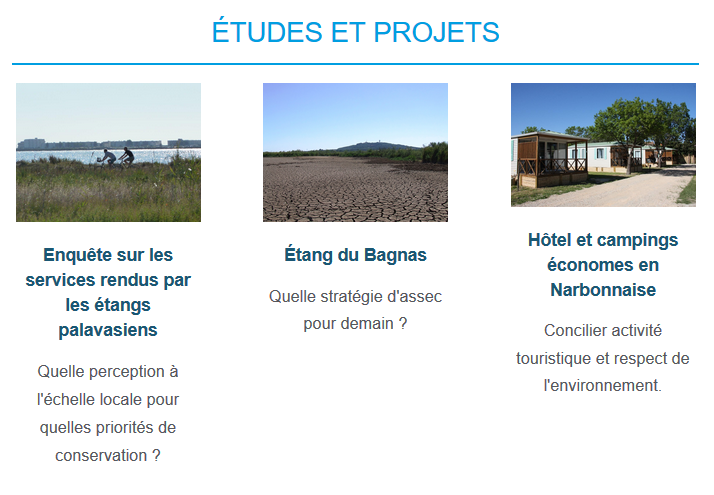 ÉTUDES ET PROJETS
Enquête sur les
services rendus par
les étangs
palavasiens
Quelle perception à
l'échelle locale pour
quelles priorités de
conservation ?
Étang du Bagnas
Quelle stratégie d'assec
pour demain ?
Hôtel et campings
économes en
Narbonnaise
Concilier activité
touristique et respect de
l'environnement.